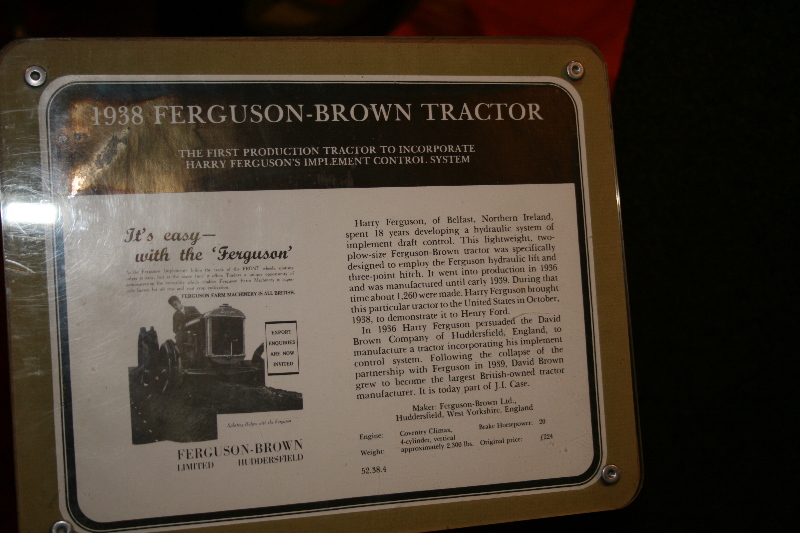 1938 FERGUSON-BROWN TRACTOR
THE FIRST PRODUCTION TRACTOR TO INCORPORATE
HARRY FERGUSON'S IMPLEMENT CONTROL SYSTEM
It's easy—
with the 'Ferguson'
FERGUSON FARM MACHINERY IS ALL BRITISH.
EXPORT
ENQUIRIES
ARE NOW
INVITED
FERGUSON-BROWN
LIMITED HUDDERSFIELD
Harry Ferguson, of Belfast, Northern Ireland,
spent 18 years developing a hydraulic system of
implement draft control. This lightweight, two-
plow-size Ferguson-Brown tractor was specifically
designed to employ the Ferguson hydraulic lift and
three-point hitch. It went into production in 1936
and was manufactured until early 1939. During that
time about 1,260 were made. Harry Ferguson brought
this particular tractor to the United States in October,
1938, to demonstrate it to Henry Ford.
In 1936 Harry Ferguson persuaded the David
Brown Company of Huddersfield, England, to
manufacture a tractor incorporating his implement
control system. Following the collapse of the
partnership with Ferguson in 1939, David Brown
grew to become the largest British-owned tractor
manufacturer. It is today part of J.I. Case.
Maker: Ferguson-Brown Ltd.,
Huddersfield, West Yorkshire, England
Engine: Coventry Climax, Brake Horsepower: 20
4-cylinder, vertical
Weight: approximately 2,300 lbs. Original price: £224
52.38.4